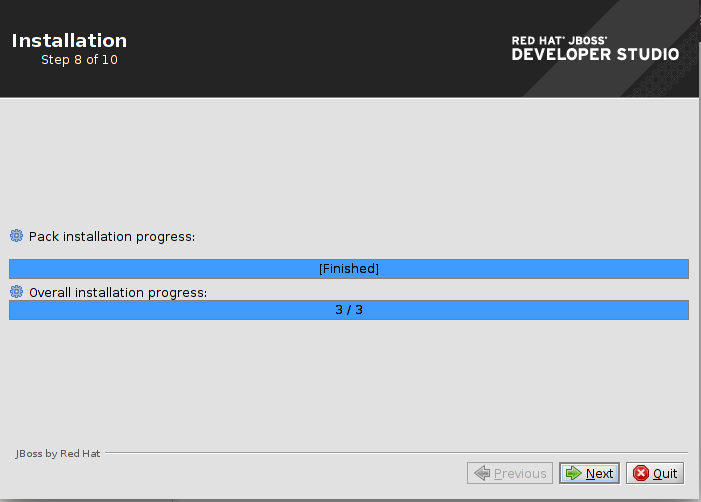 Installation
Step 8 of 10
RED HAT® JBOSS®
DEVELOPER STUDIO
Pack installation progress:
[Finished]
Overall installation progress:
3 / 3
JBoss by Red Hat
Previous
Next
Quit